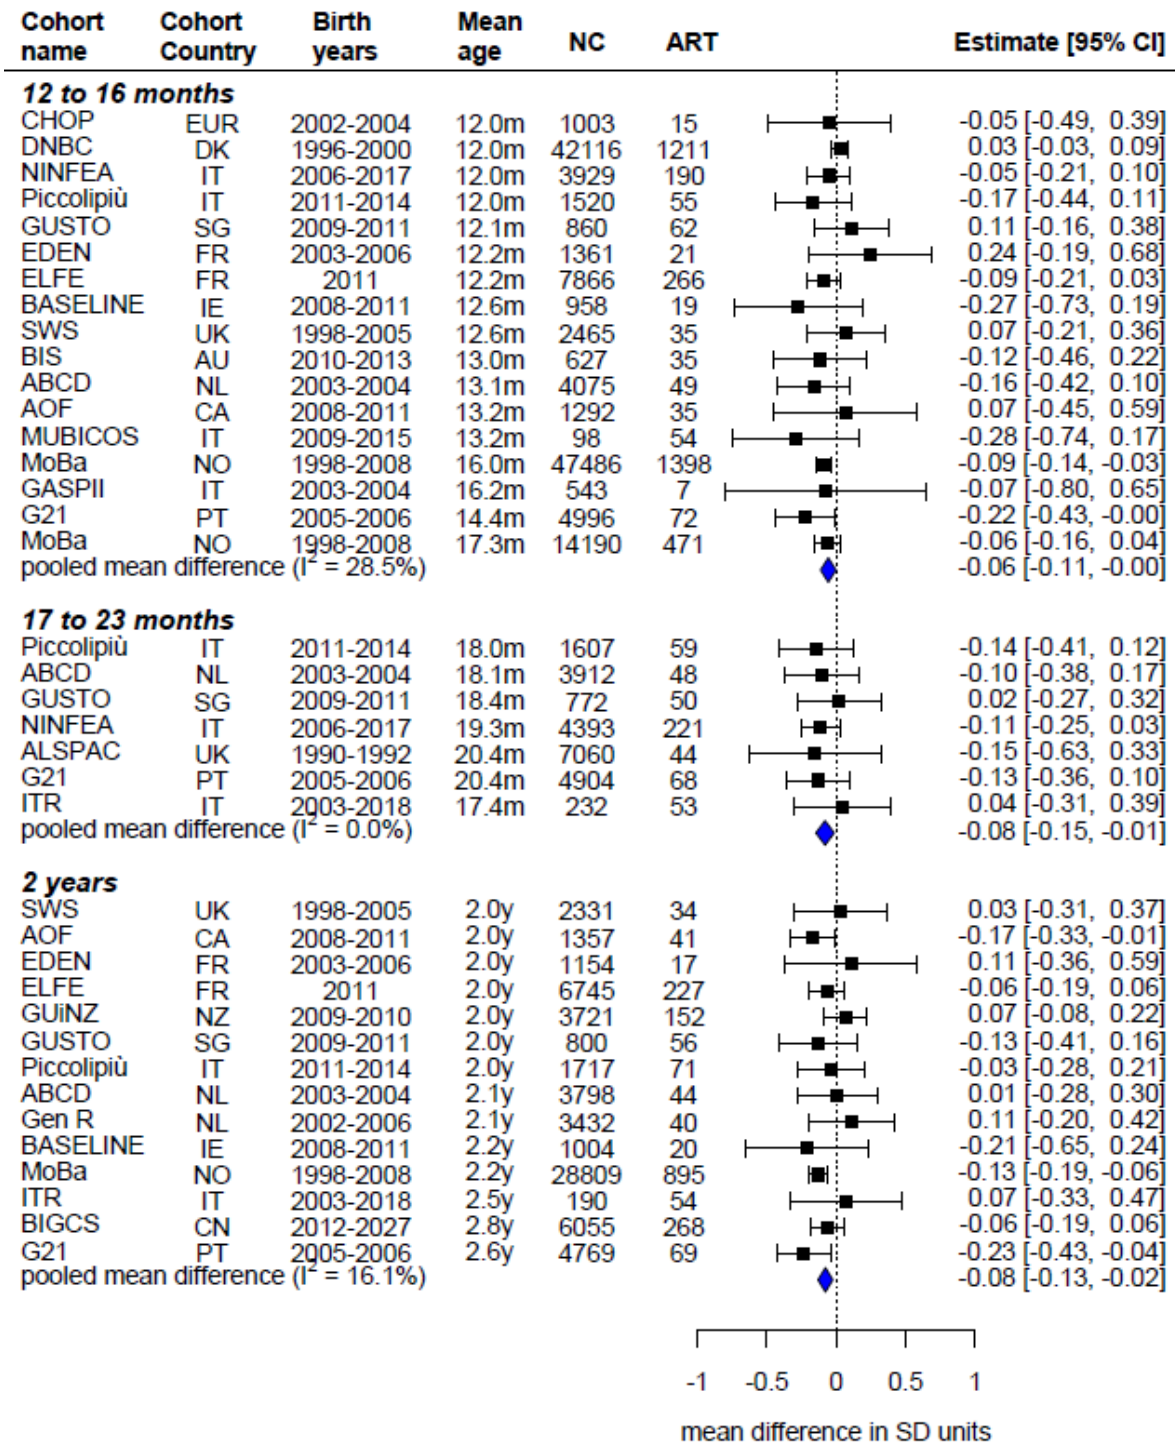 Cohort name Cohort Country Birth years Mean age NC ART Estimate [95% CI]
12 to 16 months
CHOP EUR 2002-2004 12.0m 1003 15 -0.05 [-0.49, 0.39]
DNBC DK 1996-2000 12.0m 42116 1211 0.03 [-0.03, 0.09]
NINFEA IT 2006-2017 12.0m 3929 190 -0.05 [-0.21, 0.10]
Piccolipiù IT 2011-2014 12.0m 1520 55 -0.17 [-0.44, 0.11]
GUSTO SG 2009-2011 12.1m 860 62 0.11 [-0.16, 0.38]
EDEN FR 2003-2006 12.2m 1361 21 0.24 [-0.19, 0.68]
ELFE FR 2011 12.2m 7866 266 -0.09 [-0.21, 0.03]
BASELINE IE 2008-2011 12.6m 958 19 -0.27 [-0.73, 0.19]
SWS UK 1998-2005 12.6m 2465 35 0.07 [-0.21, 0.36]
BIS AU 2010-2013 13.0m 627 35 -0.12 [-0.46, 0.22]
ABCD NL 2003-2004 13.1m 4075 49 -0.16 [-0.42, 0.10]
AOF CA 2008-2011 13.2m 1292 35 0.07 [-0.45, 0.59]
MUBICOS IT 2009-2015 13.2m 98 54 -0.28 [-0.74, 0.17]
MoBa NO 1998-2008 16.0m 47486 1398 -0.09 [-0.14, -0.03]
GASPII IT 2003-2004 16.2m 543 7 -0.07 [-0.80, 0.65]
G21 PT 2005-2006 14.4m 4996 72 -0.22 [-0.43, -0.00]
MoBa NO 1998-2008 17.3m 14190 471 -0.06 [-0.16, 0.04]
pooled mean difference (I² = 28.5%) -0.06 [-0.11, -0.00]
17 to 23 months
Piccolipiù IT 2011-2014 18.0m 1607 59 -0.14 [-0.41, 0.12]
ABCD NL 2003-2004 18.1m 3912 48 -0.10 [-0.38, 0.17]
GUSTO SG 2009-2011 18.4m 772 50 0.02 [-0.27, 0.32]
NINFEA IT 2006-2017 19.3m 4393 221 -0.11 [-0.25, 0.03]
ALSPAC UK 1990-1992 20.4m 7060 44 -0.15 [-0.63, 0.33]
G21 PT 2005-2006 20.4m 4904 68 -0.13 [-0.36, 0.10]
ITR IT 2003-2018 17.4m 232 53 0.04 [-0.31, 0.39]
pooled mean difference (I² = 0.0%) -0.08 [-0.15, -0.01]
2 years
SWS UK 1998-2005 2.0y 2331 34 0.03 [-0.31, 0.37]
AOF CA 2008-2011 2.0y 1357 41 -0.17 [-0.33, -0.01]
EDEN FR 2003-2006 2.0y 1154 17 0.11 [-0.36, 0.59]
ELFE FR 2011 2.0y 6745 227 -0.06 [-0.19, 0.06]
GUiNZ NZ 2009-2010 2.0y 3721 152 0.07 [-0.08, 0.22]
GUSTO SG 2009-2011 2.0y 800 56 -0.13 [-0.41, 0.16]
Piccolipiù IT 2011-2014 2.0y 1717 71 -0.03 [-0.28, 0.21]
ABCD NL 2003-2004 2.1y 3798 44 0.01 [-0.28, 0.30]
Gen R NL 2002-2006 2.1y 3432 40 0.11 [-0.20, 0.42]
BASELINE IE 2008-2011 2.2y 1004 20 -0.21 [-0.65, 0.24]
MoBa NO 1998-2008 2.2y 28809 895 -0.13 [-0.19, -0.06]
ITR IT 2003-2018 2.5y 190 54 0.07 [-0.33, 0.47]
BIGCS CN 2012-2027 2.8y 6055 268 -0.06 [-0.19, 0.06]
G21 PT 2005-2006 2.6y 4769 69 -0.23 [-0.43, -0.04]
pooled mean difference (I² = 16.1%) -0.08 [-0.13, -0.02]
-1 -0.5 0 0.5 1
mean difference in SD units